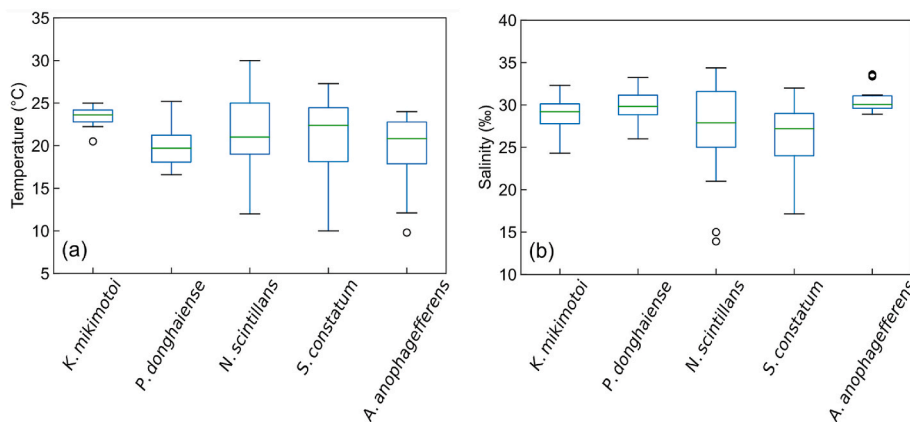 35
30
25
20
15
10
5
Temperature (°C)
(a)
K. mikimotoi
P. donghaiense
N. scintillans
S. constatum
A. anophagefferens
40
35
30
25
20
15
10
Salinity (‰)
(b)
K. mikimotoi
P. donghaiense
N. scintillans
S. constatum
A. anophagefferens